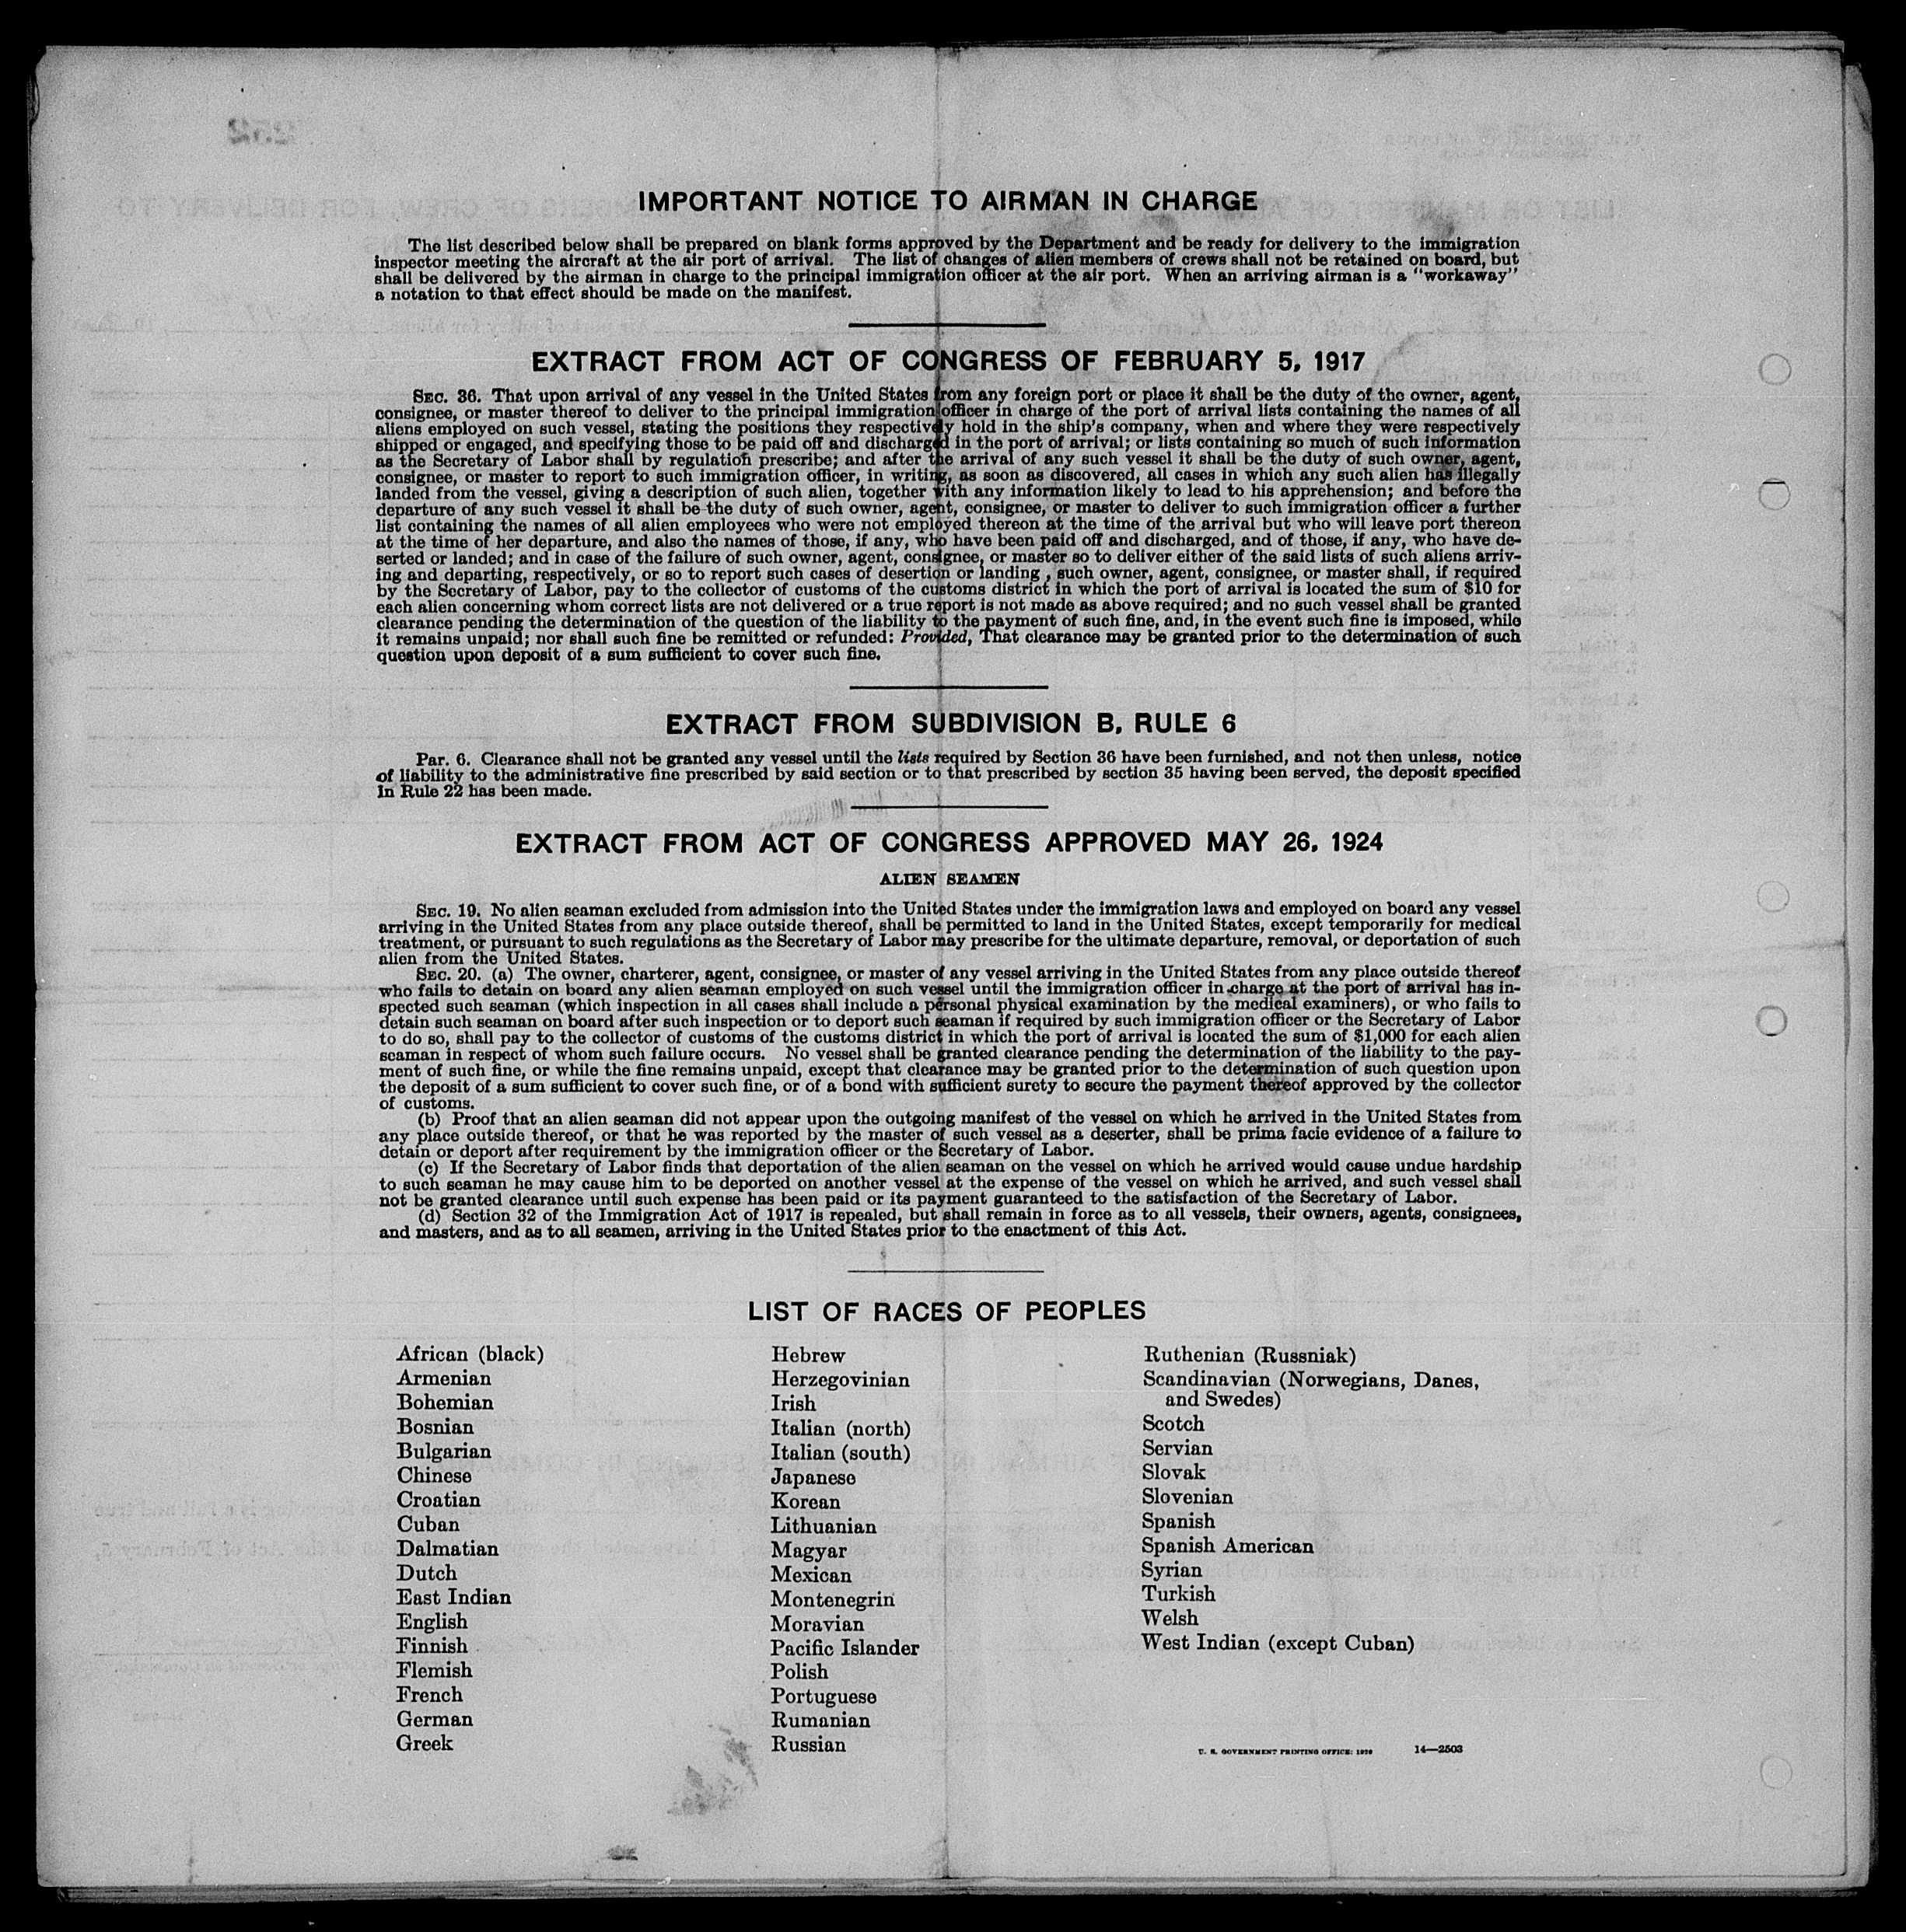 IMPORTANT NOTICE TO AIRMAN IN CHARGE
The list described below shall be prepared on blank forms approved by the Department and be ready for delivery to the immigration
inspector meeting the aircraft at the air port of arrival. The list of changes of alien members of crews shall not be retained on board, but
shall be delivered by the airman in charge to the principal immigration officer at the air port. When an arriving airman is a "workaway"
a notation to that effect should be made on the manifest.
EXTRACT FROM ACT OF CONGRESS OF FEBRUARY 5, 1917
SEC. 36. That upon arrival of any vessel in the United States from any foreign port or place it shall be the duty of the owner, agent,
consignee, or master thereof to deliver to the principal immigration officer in charge of the port of arrival lists containing the names of all
aliens employed on such vessel, stating the positions they respectively hold in the ship's company, when and where they were respectively
shipped or engaged, and specifying those to be paid off and discharged in the port of arrival; or lists containing so much of such information
as the Secretary of Labor shall by regulation prescribe; and after the arrival of any such vessel it shall be the duty of such owner, agent,
consignee, or master to report to such immigration officer, in writing, as soon as discovered, all cases in which any such alien has illegally
landed from the vessel, giving a description of such alien, together with any information likely to lead to his apprehension; and before the
departure of any such vessel it shall be the duty of such owner, agent, consignee, or master to deliver to such immigration officer a further
list containing the names of all alien employees who were not employed thereon at the time of the arrival but who will leave port thereon
at the time of her departure, and also the names of those, if any, who have been paid off and discharged, and of those, if any, who have de-
serted or landed; and in case of the failure of such owner, agent, consignee, or master so to deliver either of the said lists of such aliens arriv-
ing and departing, respectively, or so to report such cases of desertion or landing , such owner, agent, consignee, or master shall, if required
by the Secretary of Labor, pay to the collector of customs of the customs district in which the port of arrival is located the sum of $10 for
each alien concerning whom correct lists are not delivered or a true report is not made as above required; and no such vessel shall be granted
clearance pending the determination of the question of the liability to the payment of such fine, and, in the event such fine is imposed, while
it remains unpaid; nor shall such fine be remitted or refunded: Provided, That clearance may be granted prior to the determination of such
question upon deposit of a sum sufficient to cover such fine.
EXTRACT FROM SUBDIVISION B, RULE 6
Par. 6. Clearance shall not be granted any vessel until the lists required by Section 36 have been furnished, and not then unless, notice
of liability to the administrative fine prescribed by said section or to that prescribed by section 35 having been served, the deposit specified
in Rule 22 has been made.
EXTRACT FROM ACT OF CONGRESS APPROVED MAY 26, 1924
ALIEN SEAMEN
SEC. 19. No alien seaman excluded from admission into the United States under the immigration laws and employed on board any vessel
arriving in the United States from any place outside thereof, shall be permitted to land in the United States, except temporarily for medical
treatment, or pursuant to such regulations as the Secretary of Labor may prescribe for the ultimate departure, removal, or deportation of such
alien from the United States.
SEC. 20. (a) The owner, charterer, agent, consignee, or master of any vessel arriving in the United States from any place outside thereof
who fails to detain on board any alien seaman employed on such vessel until the immigration officer in charge at the port of arrival has in-
spected such seaman (which inspection in all cases shall include a personal physical examination by the medical examiners), or who fails to
detain such seaman on board after such inspection or to deport such seaman if required by such immigration officer or the Secretary of Labor
to do so, shall pay to the collector of customs of the customs district in which the port of arrival is located the sum of $1,000 for each alien
seaman in respect of whom such failure occurs. No vessel shall be granted clearance pending the determination of the liability to the pay-
ment of such fine, or while the fine remains unpaid, except that clearance may be granted prior to the determination of such question upon
the deposit of a sum sufficient to cover such fine, or of a bond with sufficient surety to secure the payment thereof approved by the collector
of customs.
(b) Proof that an alien seaman did not appear upon the outgoing manifest of the vessel on which he arrived in the United States from
any place outside thereof, or that he was reported by the master of such vessel as a deserter, shall be prima facie evidence of a failure to
detain or deport after requirement by the immigration officer or the Secretary of Labor.
(c) If the Secretary of Labor finds that deportation of the alien seaman on the vessel on which he arrived would cause undue hardship
to such seaman he may cause him to be deported on another vessel at the expense of the vessel on which he arrived, and such vessel shall
not be granted clearance until such expense has been paid or its payment guaranteed to the satisfaction of the Secretary of Labor.
(d) Section 32 of the Immigration Act of 1917 is repealed, but shall remain in force as to all vessels, their owners, agents, consignees,
and masters, and as to all seamen, arriving in the United States prior to the enactment of this Act.
LIST OF RACES OF PEOPLES
African (black)
Armenian
Bohemian
Bosnian
Bulgarian
Chinese
Croatian
Cuban
Dalmatian
Dutch
East Indian
English
Finnish
Flemish
French
German
Greek
Hebrew
Herzegovinian
Irish
Italian (north)
Italian (south)
Japanese
Korean
Lithuanian
Magyar
Mexican
Montenegrin
Moravian
Pacific Islander
Polish
Portuguese
Rumanian
Russian
Ruthenian (Russniak)
Scandinavian (Norwegians, Danes,
and Swedes)
Scotch
Servian
Slovak
Slovenian
Spanish
Spanish American
Syrian
Turkish
Welsh
West Indian (except Cuban)
U. S. GOVERNMENT PRINTING OFFICE: 1929 14—2503